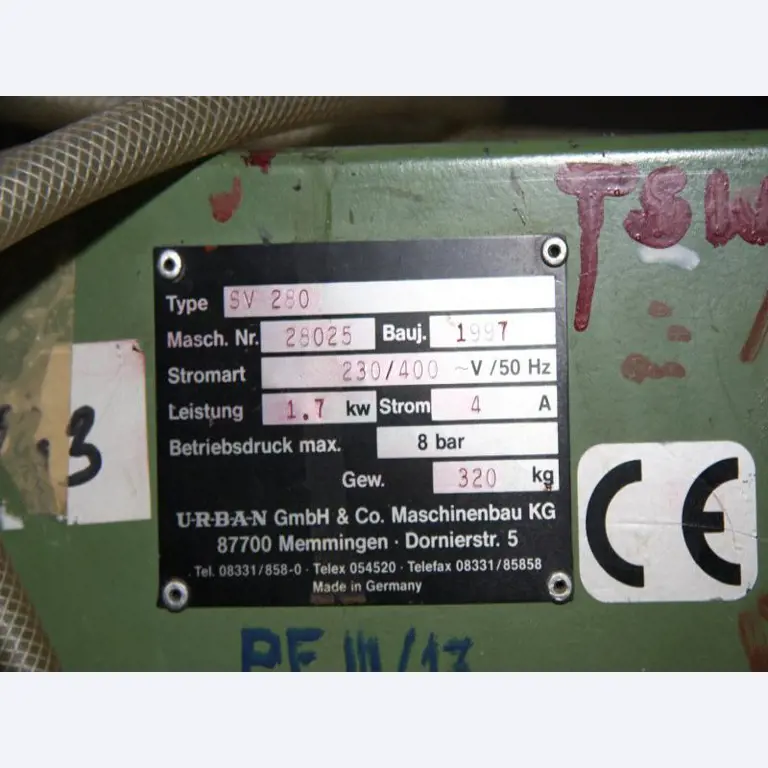 TSW
Type SV 280
Masch. Nr. 28025 Bauj. 1997
Stromart 230/400 ~V/50 Hz
Leistung 1.7 kw Strom 4 A
Betriebsdruck max. 8 bar
Gew. 320 kg
U·R·B·A·N GmbH & Co. Maschinenbau KG
87700 Memmingen · Dornierstr. 5
Tel. 08331/858-0 · Telex 054520 · Telefax 08331/85858
Made in Germany
CE
.3